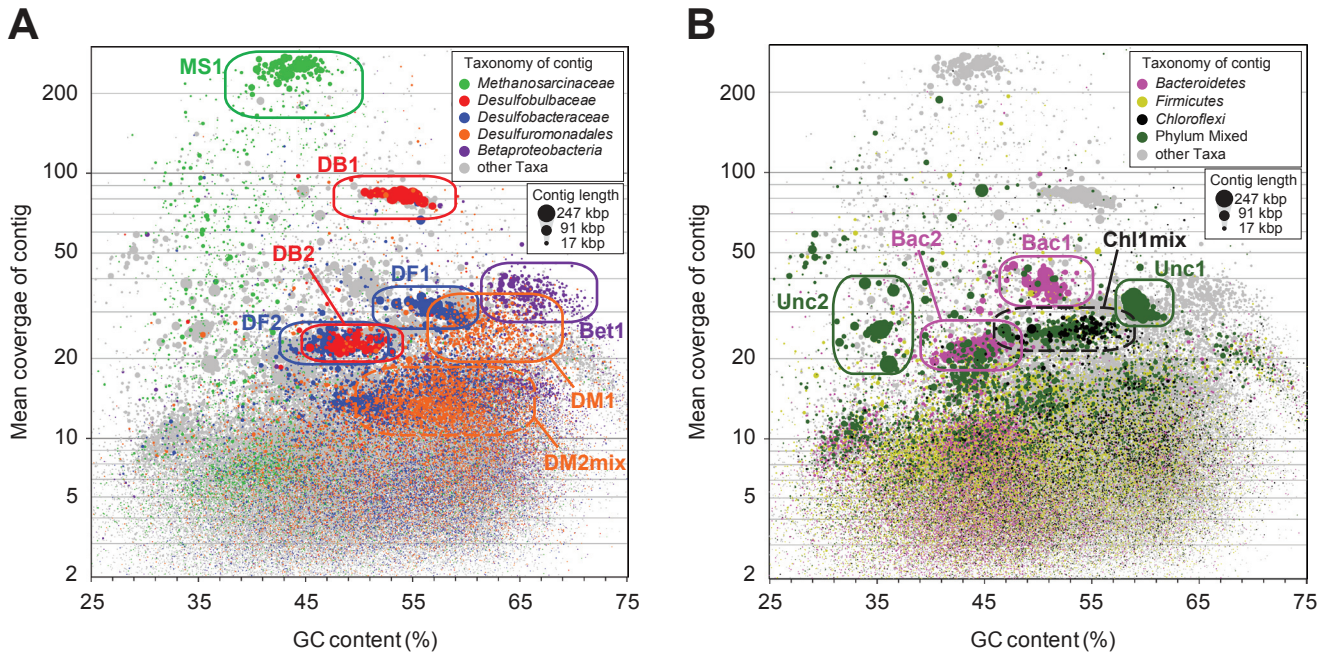 A
Mean covergae of contig
200
100
50
20
10
5
2
25
35
45
55
65
75
GC content (%)
MS1
DB1
DB2
DF1
DF2
Bet1
DM1
DM2mix
Taxonomy of contig
Methanosarcinaceae
Desulfobulbaceae
Desulfobacteraceae
Desulfuromonadales
Betaproteobacteria
other Taxa
Contig length
247 kbp
91 kbp
17 kbp
B
Mean coverage of contig
200
100
50
20
10
5
2
25
35
45
55
65
75
GC content (%)
Bac2
Bac1
Chl1mix
Unc1
Unc2
Taxonomy of contig
Bacteroidetes
Firmicutes
Chloroflexi
Phylum Mixed
other Taxa
Contig length
247 kbp
91 kbp
17 kbp